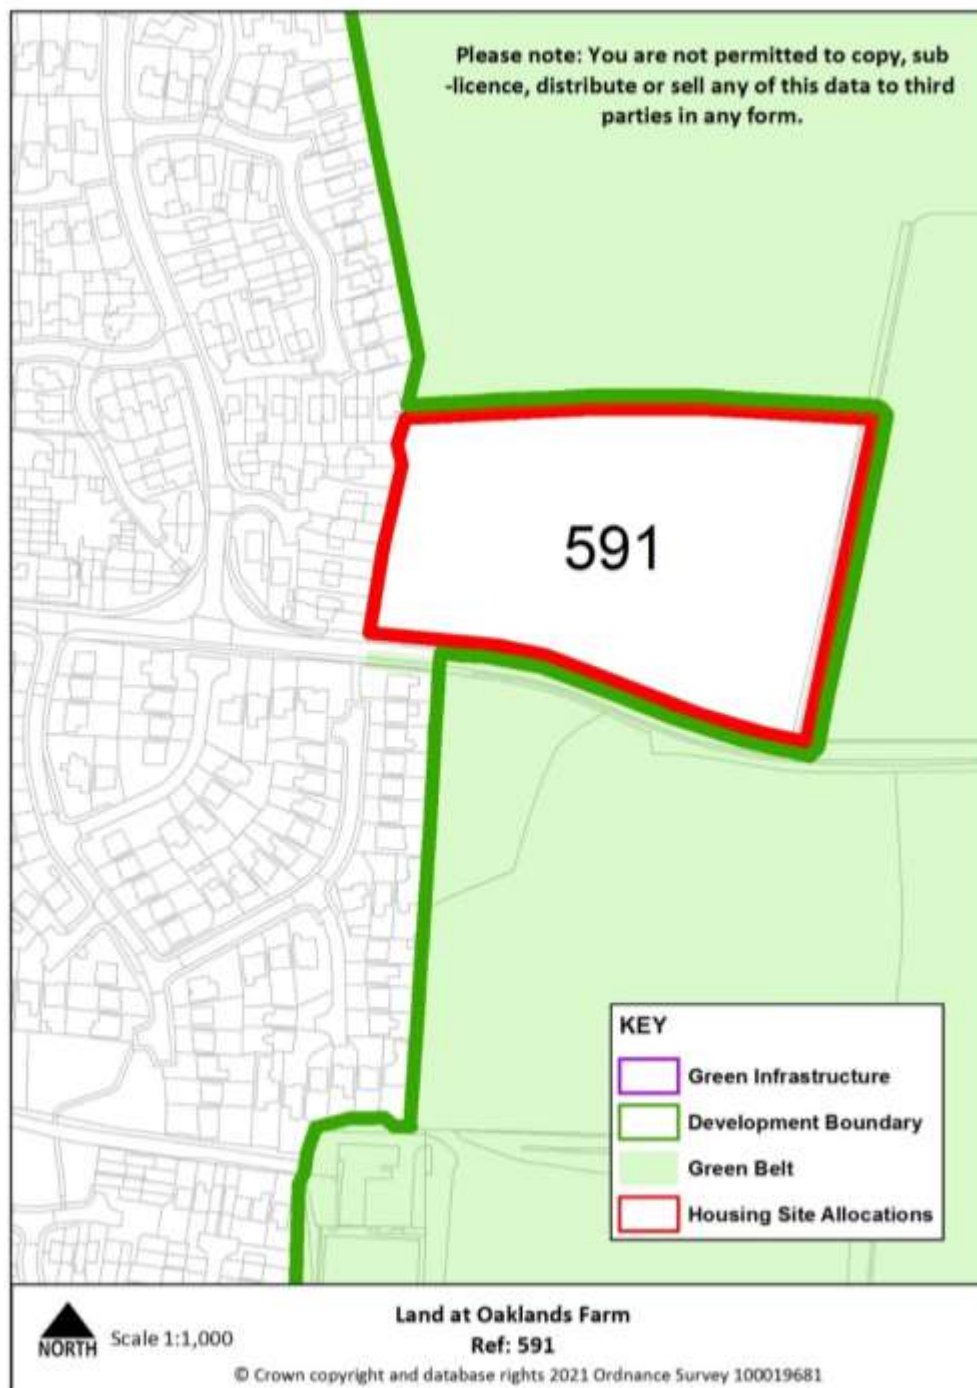 Please note: You are not permitted to copy, sub
-licence, distribute or sell any of this data to third
parties in any form.
591
KEY
Green Infrastructure
Development Boundary
Green Belt
Housing Site Allocations
NORTH
Scale 1:1,000
Land at Oaklands Farm
Ref: 591
© Crown copyright and database rights 2021 Ordnance Survey 100019681